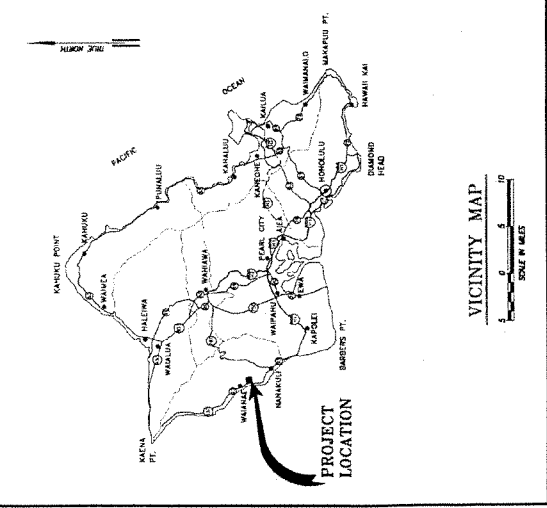 TRUE NORTH
KAHUKU POINT
KAHUKU
WAIMEA
PUNALUU
PACIFIC
OCEAN
HALEIWA
WAIALUA
KAENA
PT.
KAHALUU
WAHIAWA
KANEOHE
KAILUA
WAIMANALO
MAKAPUU PT.
HAWAII KAI
PEARL CITY
AIEA
HONOLULU
DIAMOND
HEAD
WAIPAHU
EWA
KAPOLEI
BARBERS PT.
WAIANAE
NANAKULI
PROJECT
LOCATION
VICINITY MAP
5 0 5 10
SCALE IN MILES